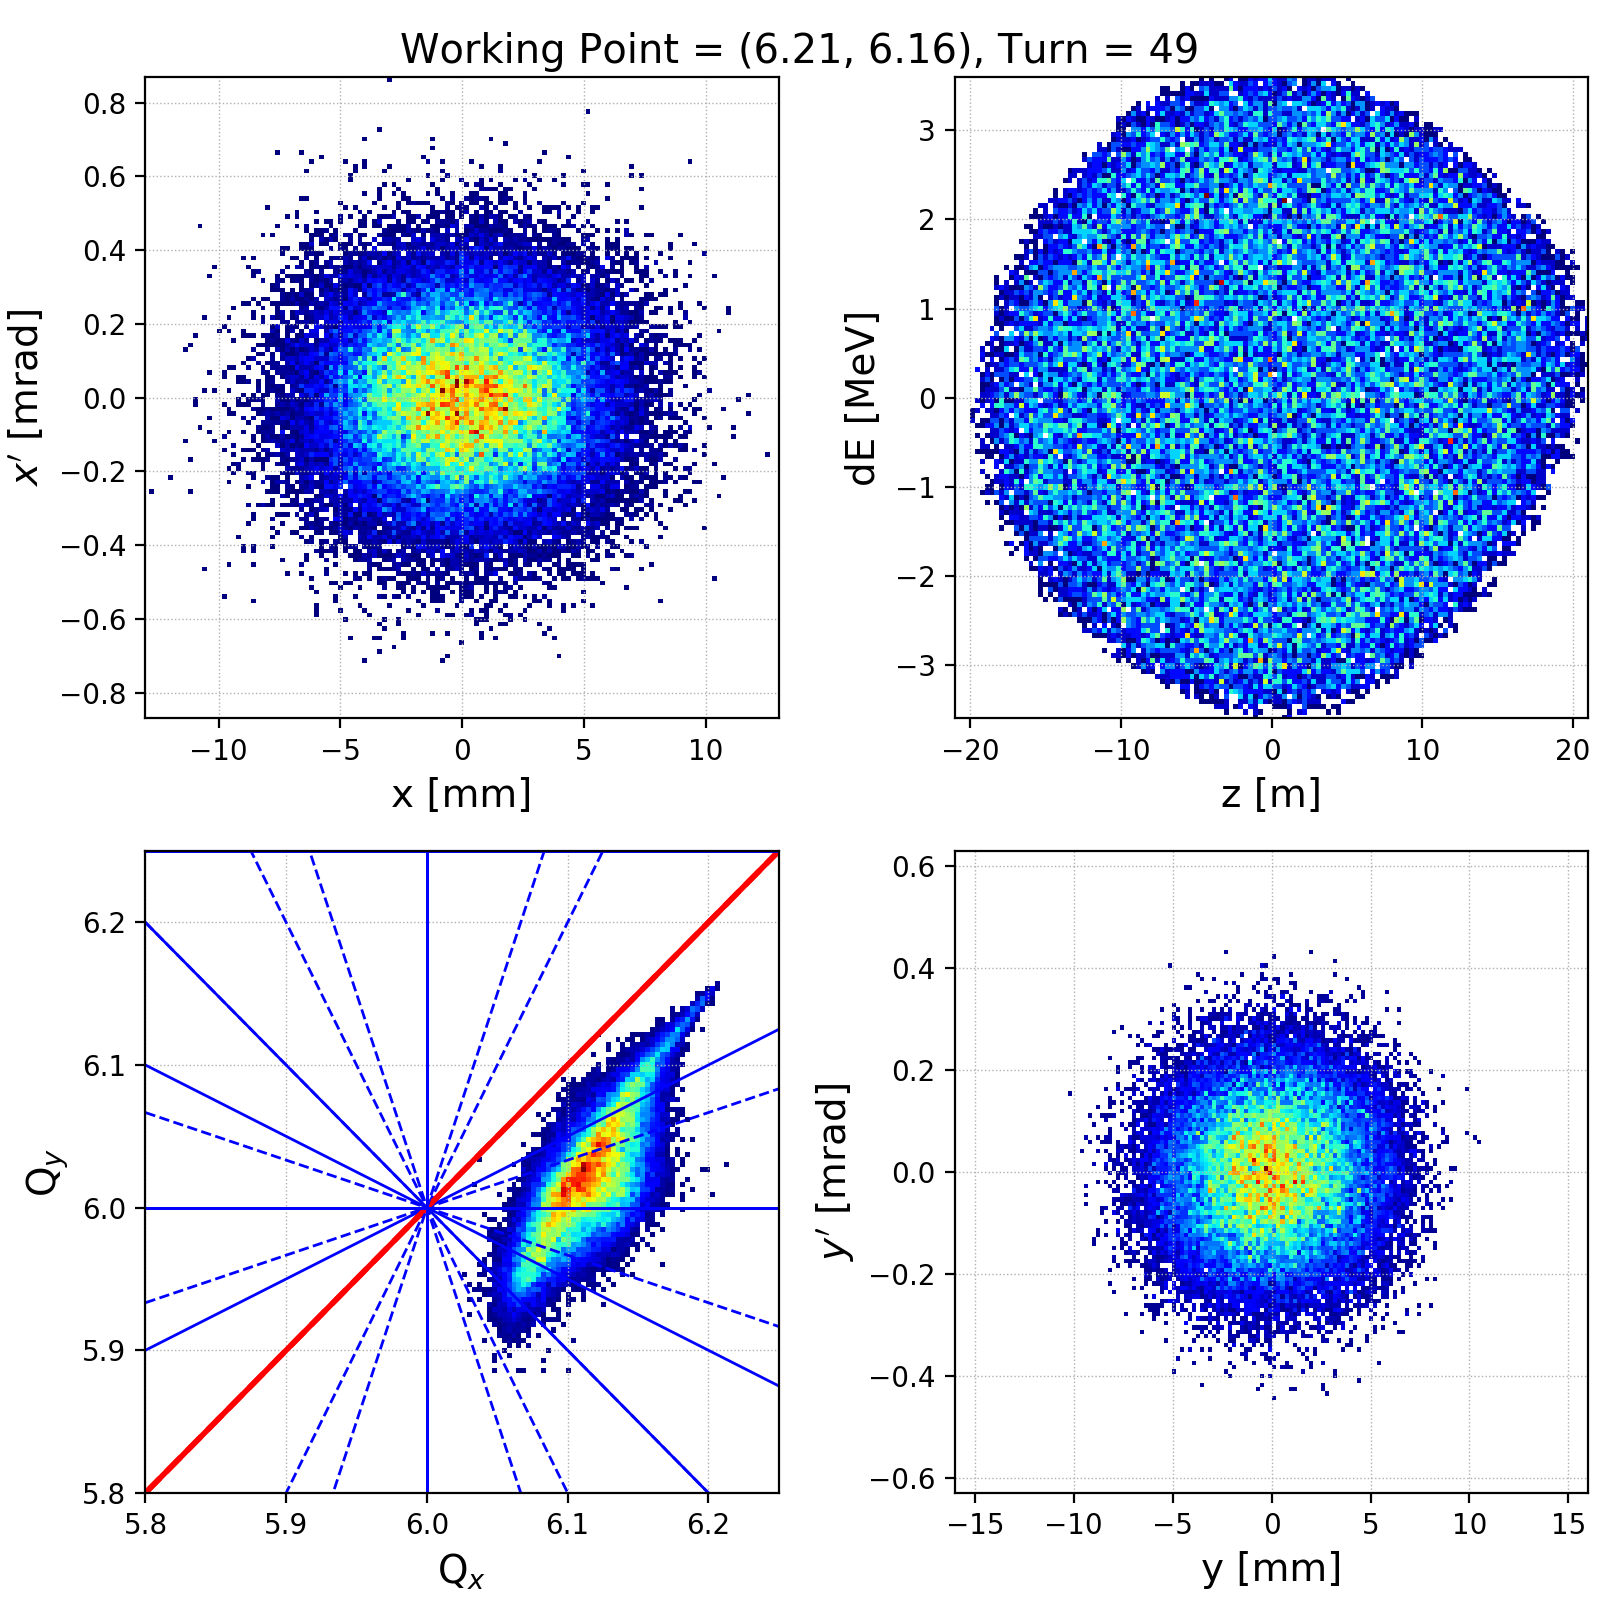 Working Point = (6.21, 6.16), Turn = 49
0.8
0.6
0.4
0.2
0.0
−0.2
−0.4
−0.6
−0.8
x′ [mrad]
−10 −5 0 5 10
x [mm]
3
2
1
0
−1
−2
−3
dE [MeV]
−20 −10 0 10 20
z [m]
6.2
6.1
6.0
5.9
5.8
Qy
5.8 5.9 6.0 6.1 6.2
Qx
0.6
0.4
0.2
0.0
−0.2
−0.4
−0.6
y′ [mrad]
−15 −10 −5 0 5 10 15
y [mm]